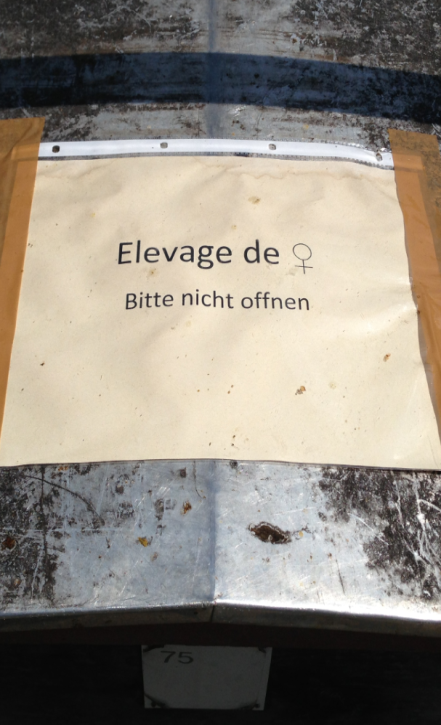 Elevage de ♀
Bitte nicht offnen
75